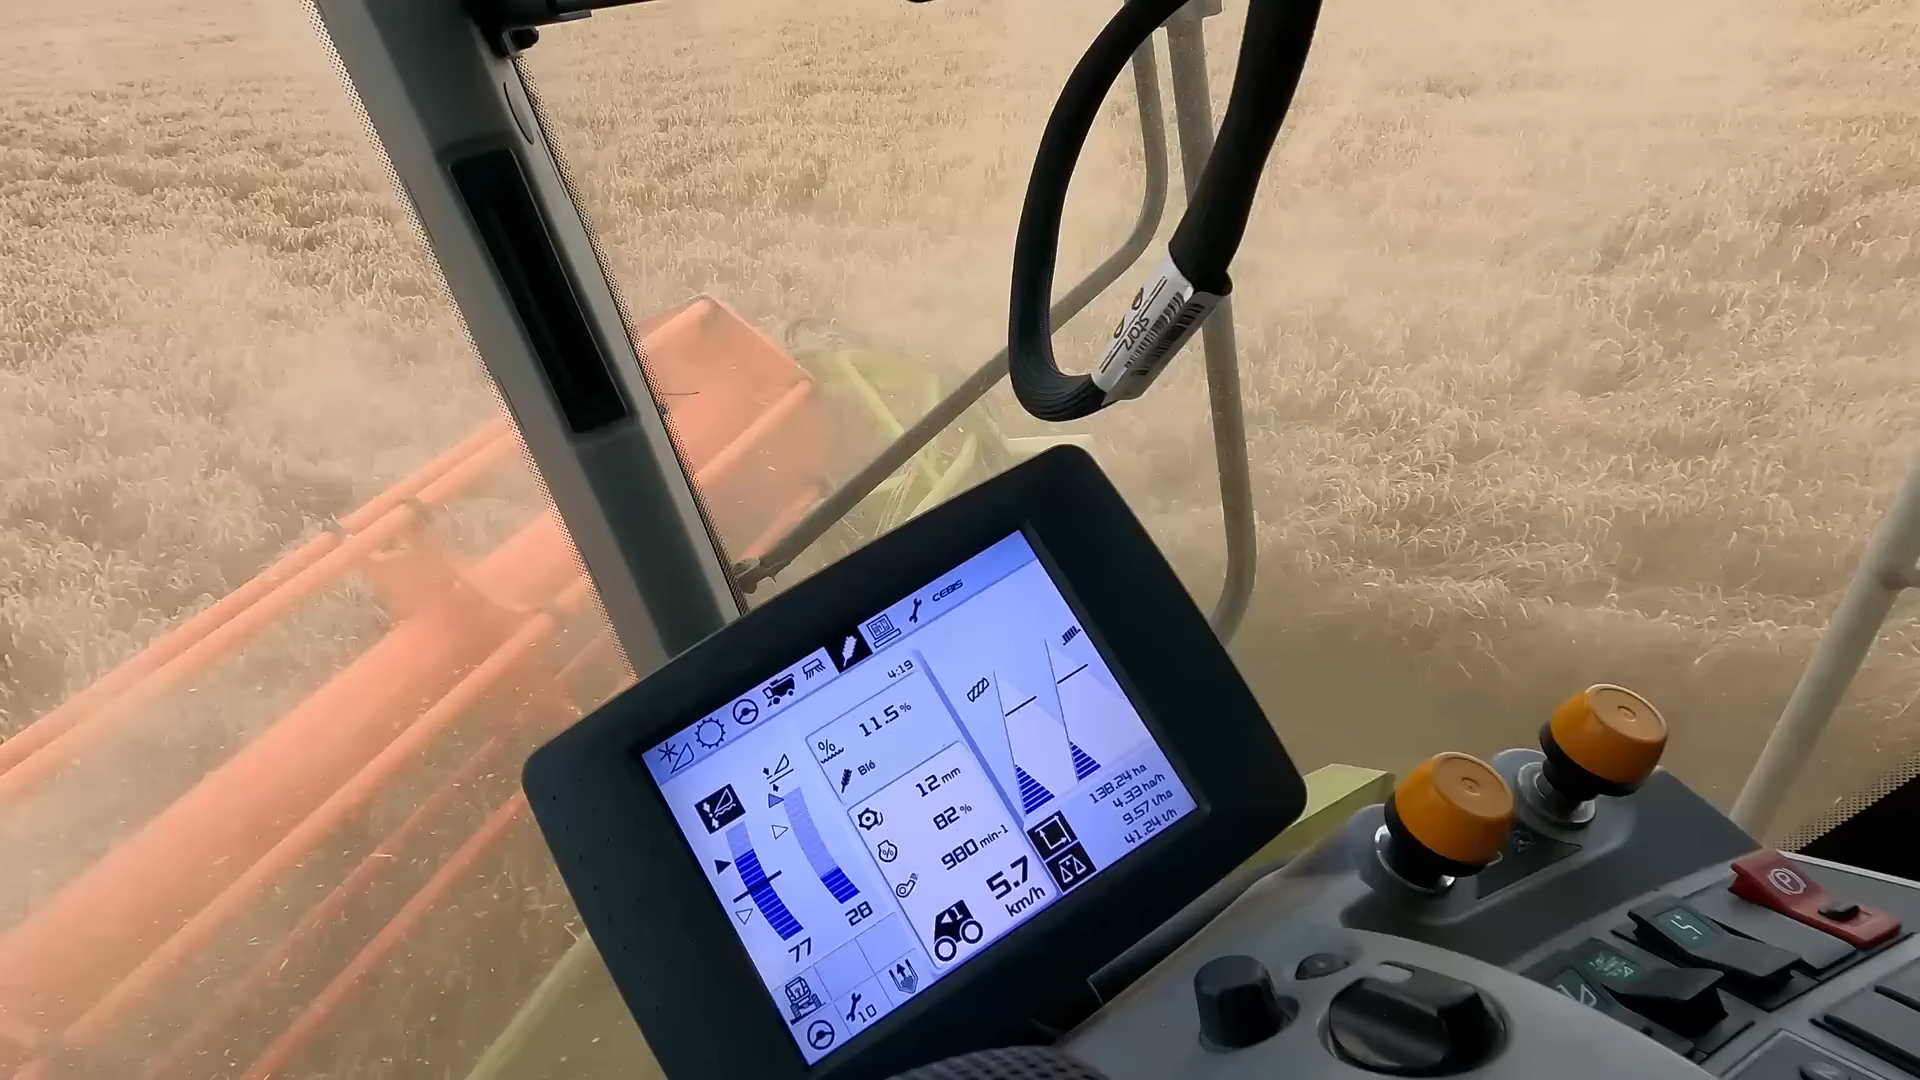 CEBIS
4:19
11.5 %
%
B16
12 mm
82 %
%
980 min-1
5.7
km/h
138.24 ha
4.33 ha/h
9.57 t/ha
41.24 t/h
28
77
10
P